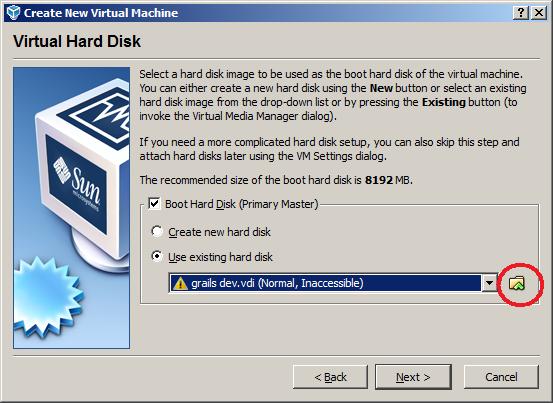 Create New Virtual Machine
Virtual Hard Disk
Select a hard disk image to be used as the boot hard disk of the virtual machine.
You can either create a new hard disk using the New button or select an existing
hard disk image from the drop-down list or by pressing the Existing button (to
invoke the Virtual Media Manager dialog).
If you need a more complicated hard disk setup, you can also skip this step and
attach hard disks later using the VM Settings dialog.
The recommended size of the boot hard disk is 8192 MB.
Boot Hard Disk (Primary Master)
Create new hard disk
Use existing hard disk
grails dev.vdi (Normal, Inaccessible)
Sun
microsystems
< Back
Next >
Cancel